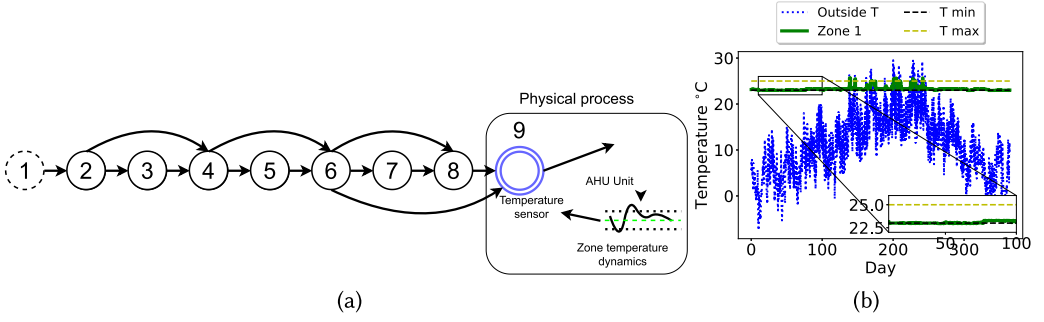 Physical process
9
1 2 3 4 5 6 7 8
Temperature
sensor
AHU Unit
Zone temperature
dynamics
(a)
Outside T
Zone 1
T min
T max
Temperature °C
30
20
10
0
0 100 200 300
Day
25.0
22.5
50 100
(b)